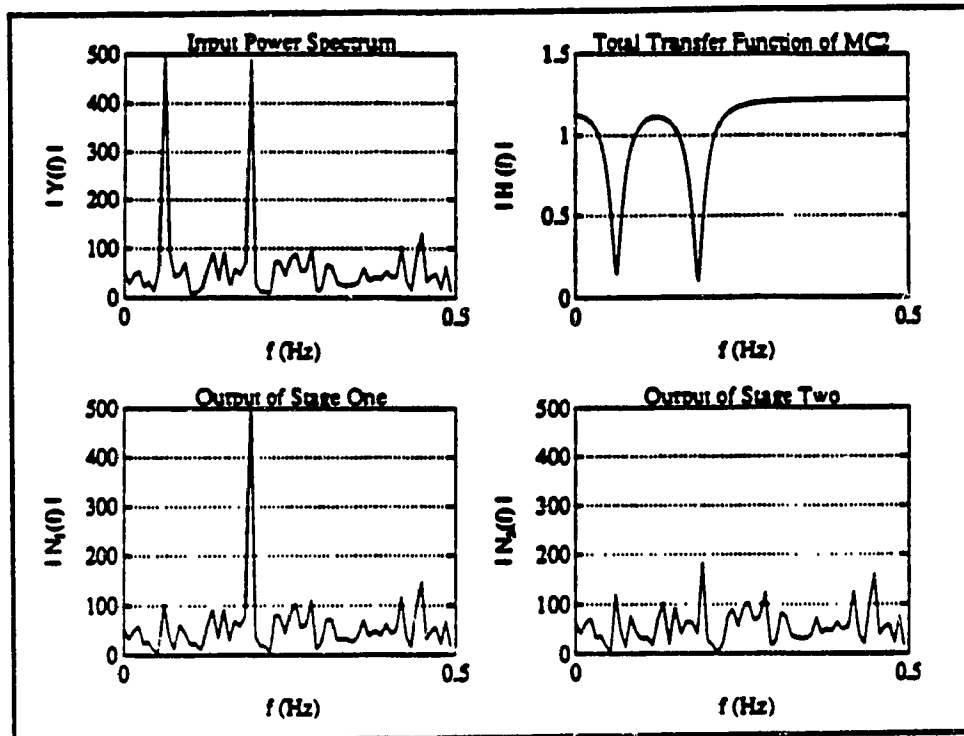 Input Power Spectrum
500
400
300
200
100
0
| Y(f) |
0
0.5
f (Hz)
Total Transfer Function of MC2
1.5
1
0.5
0
| H(f) |
0
0.5
f (Hz)
Output of Stage One
500
400
300
200
100
0
| N₁(f) |
0
0.5
f (Hz)
Output of Stage Two
500
400
300
200
100
0
| N₂(f) |
0
0.5
f (Hz)